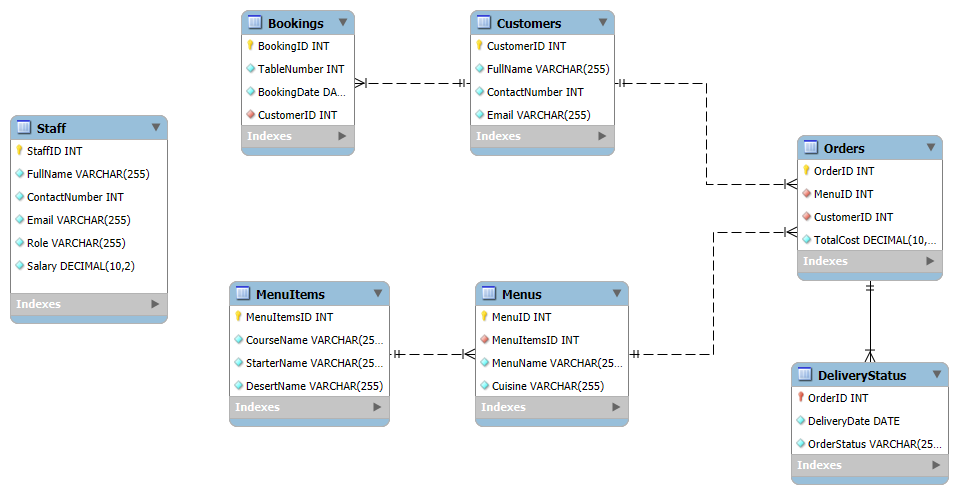 Bookings
BookingID INT
TableNumber INT
BookingDate DA...
CustomerID INT
Indexes
Customers
CustomerID INT
FullName VARCHAR(255)
ContactNumber INT
Email VARCHAR(255)
Indexes
Staff
StaffID INT
FullName VARCHAR(255)
ContactNumber INT
Email VARCHAR(255)
Role VARCHAR(255)
Salary DECIMAL(10,2)
Indexes
Orders
OrderID INT
MenuID INT
CustomerID INT
TotalCost DECIMAL(10,...
Indexes
MenuItems
MenuItemsID INT
CourseName VARCHAR(25...
StarterName VARCHAR(25...
DesertName VARCHAR(255)
Indexes
Menus
MenuID INT
MenuItemsID INT
MenuName VARCHAR(25...
Cuisine VARCHAR(255)
Indexes
DeliveryStatus
OrderID INT
DeliveryDate DATE
OrderStatus VARCHAR(25...
Indexes